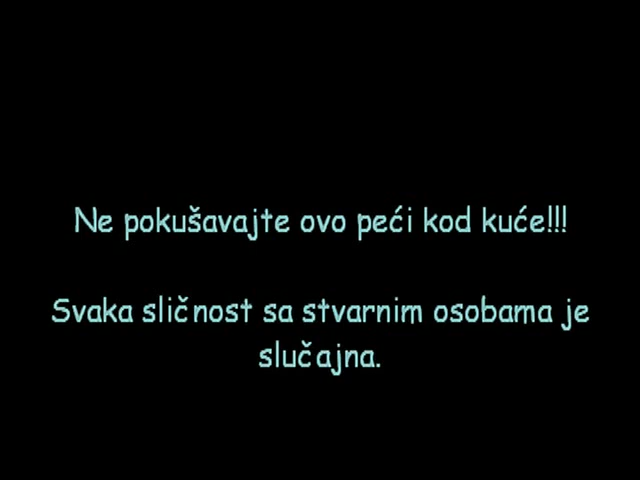 Ne pokušavajte ovo peći kod kuće!!!
Svaka sličnost sa stvarnim osobama je
slučajna.